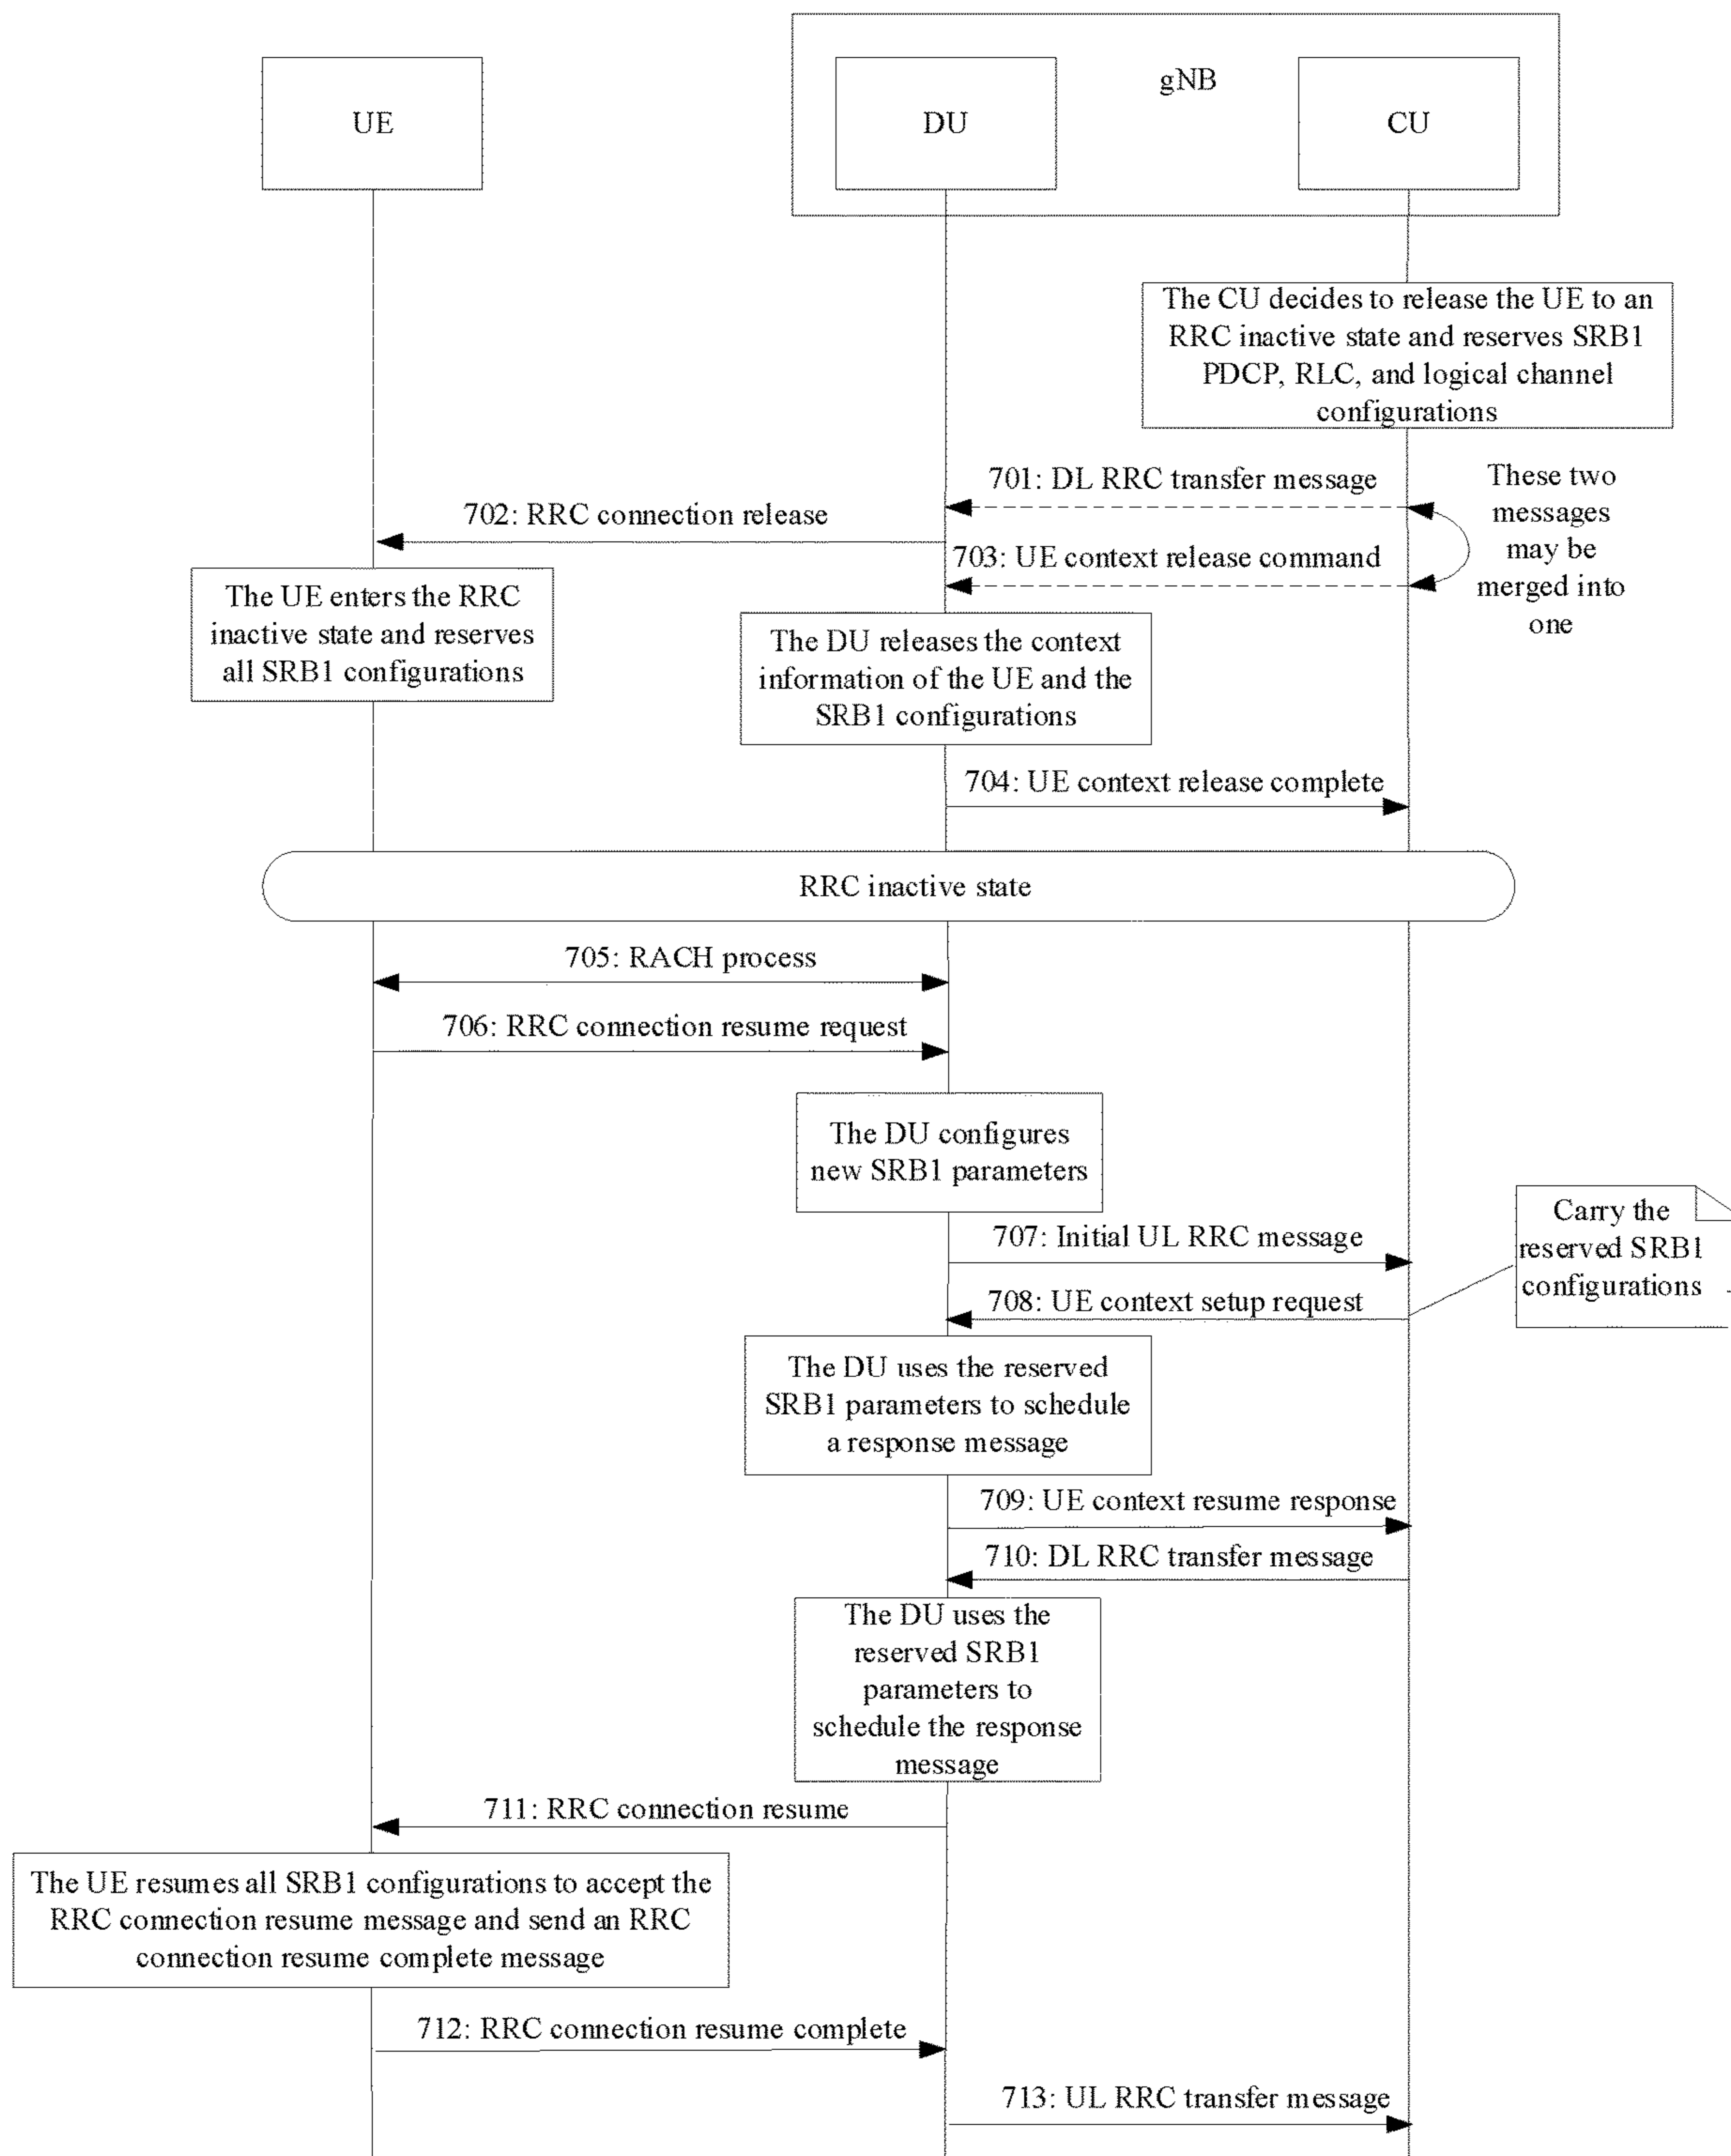 gNB
UE
DU
CU
The CU decides to release the UE to an
RRC inactive state and reserves SRB1
PDCP, RLC, and logical channel
configurations
701: DL RRC transfer message
These two
messages
may be
merged into
one
702: RRC connection release
703: UE context release command
The UE enters the RRC
inactive state and reserves
all SRB1 configurations
The DU releases the context
information of the UE and the
SRB1 configurations
704: UE context release complete
RRC inactive state
705: RACH process
706: RRC connection resume request
The DU configures
new SRB1 parameters
707: Initial UL RRC message
Carry the
reserved SRB1
configurations
708: UE context setup request
The DU uses the reserved
SRB1 parameters to schedule
a response message
709: UE context resume response
710: DL RRC transfer message
The DU uses the
reserved SRB1
parameters to
schedule the response
message
711: RRC connection resume
The UE resumes all SRB1 configurations to accept the
RRC connection resume message and send an RRC
connection resume complete message
712: RRC connection resume complete
713: UL RRC transfer message